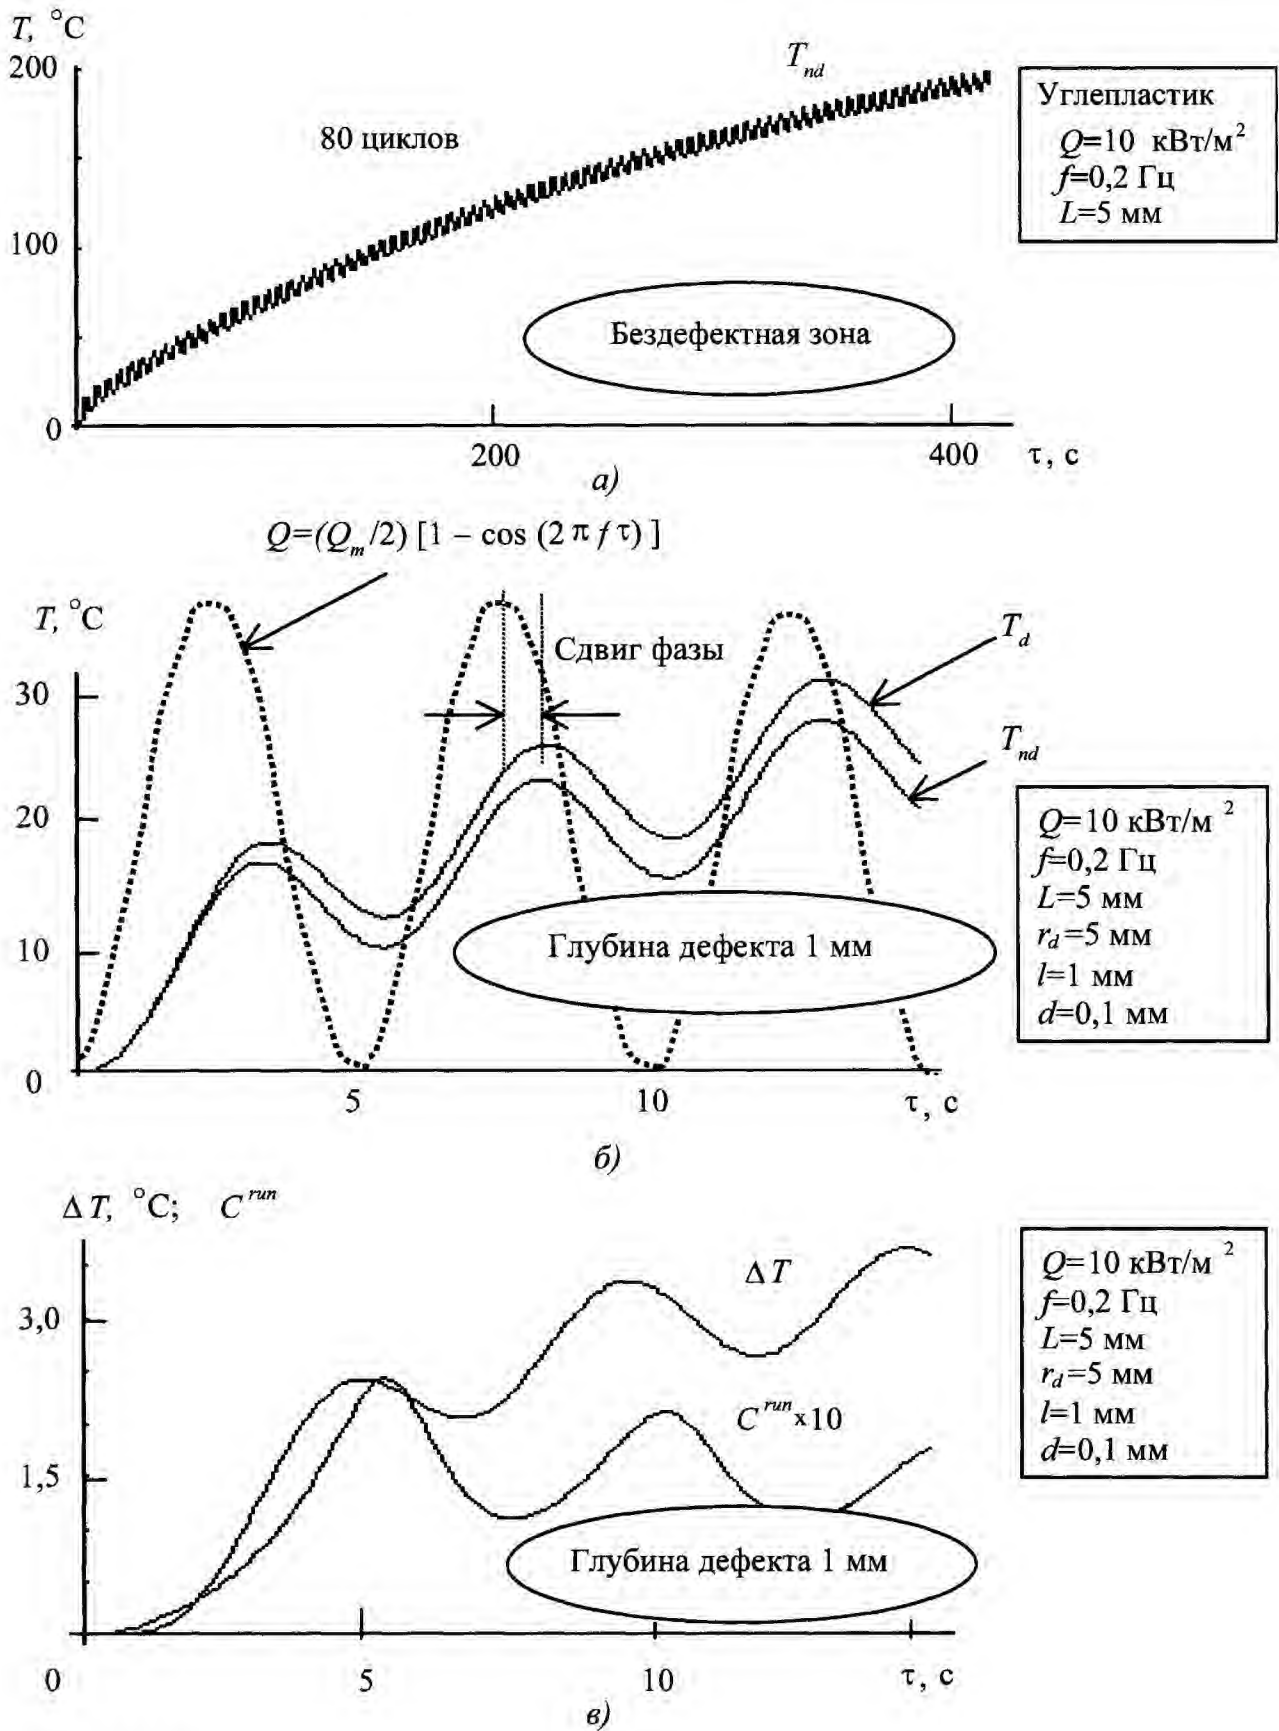 T, °C
200
100
0
80 циклов
T_nd
Углепластик
Q=10 кВт/м²
f=0,2 Гц
L=5 мм
Бездефектная зона
200
400
τ, с
а)
Q=(Q_m/2) [1 – cos (2 π f τ) ]
T, °C
30
20
10
0
Сдвиг фазы
T_d
T_nd
Q=10 кВт/м ²
f=0,2 Гц
L=5 мм
r_d=5 мм
l=1 мм
d=0,1 мм
Глубина дефекта 1 мм
5
10
τ, с
б)
Δ T, °C; C^run
3,0
1,5
0
Δ T
C^run x10
Q=10 кВт/м ²
f=0,2 Гц
L=5 мм
r_d=5 мм
l=1 мм
d=0,1 мм
Глубина дефекта 1 мм
5
10
τ, с
в)